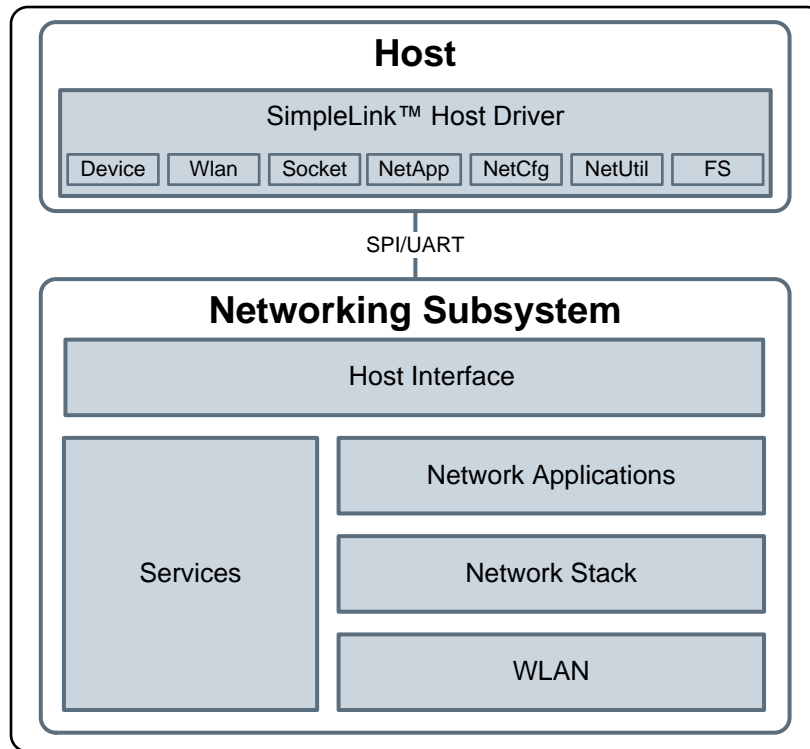 Host
SimpleLink™ Host Driver
Device Wlan Socket NetApp NetCfg NetUtil FS
SPI/UART
Networking Subsystem
Host Interface
Network Applications
Services
Network Stack
WLAN